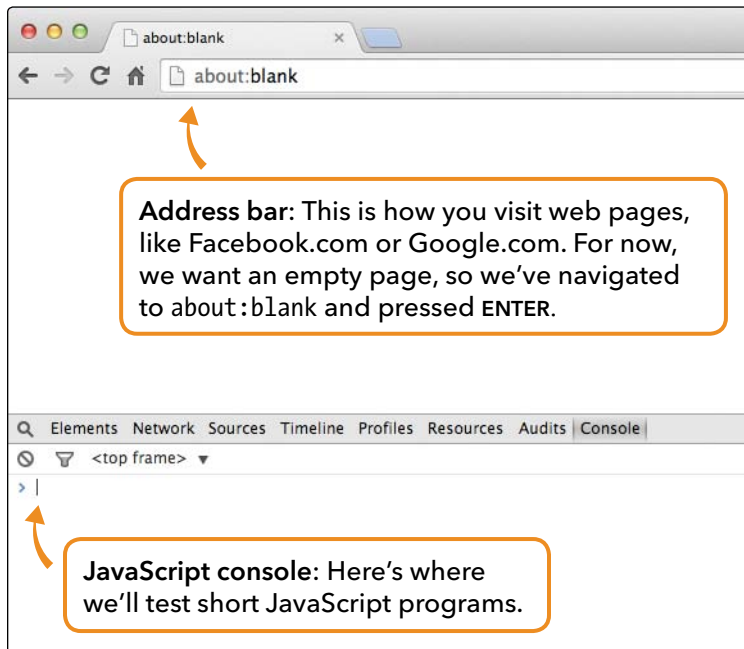 about:blank
about:blank
Address bar: This is how you visit web pages,
like Facebook.com or Google.com. For now,
we want an empty page, so we’ve navigated
to about:blank and pressed ENTER.
Elements Network Sources Timeline Profiles Resources Audits Console
<top frame>
JavaScript console: Here’s where
we’ll test short JavaScript programs.